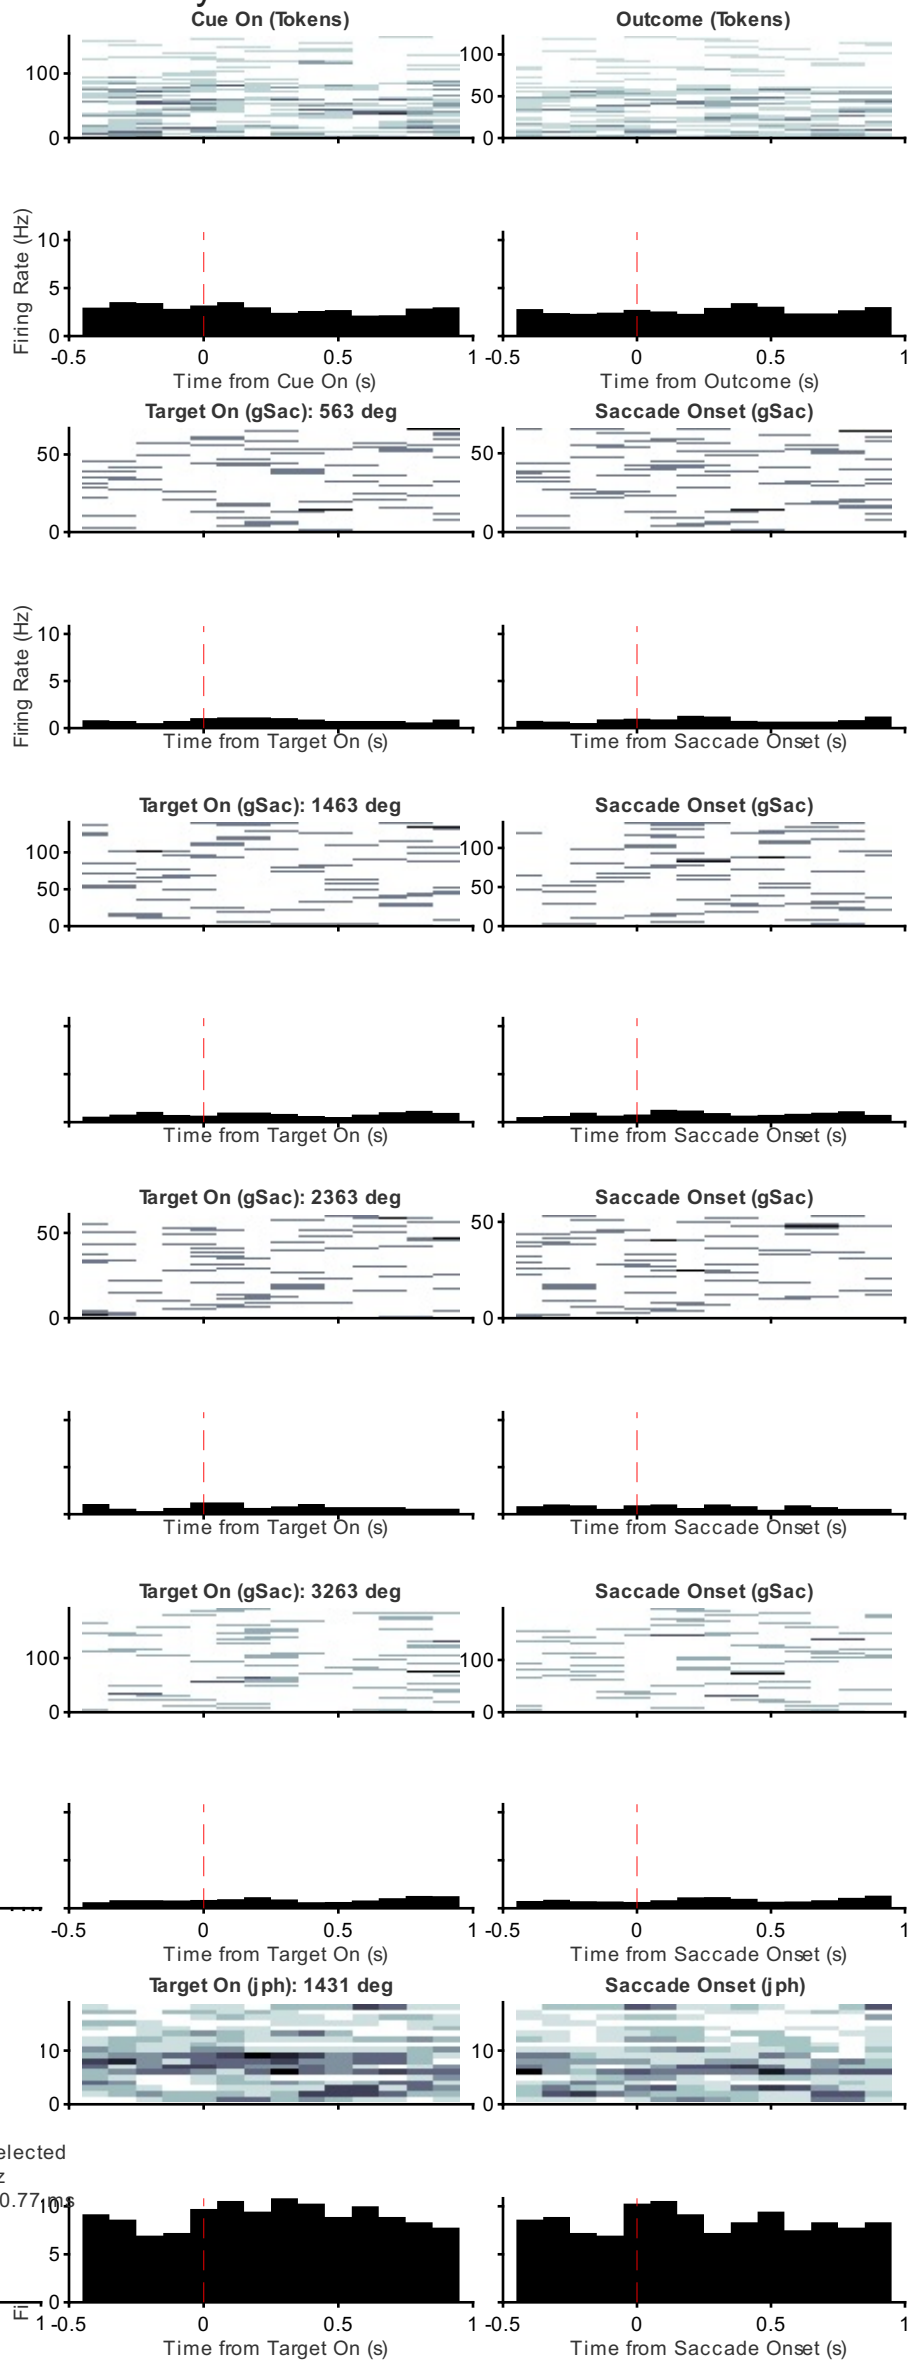 y
Cue On (Tokens) Outcome (Tokens)
100 100
50
0 0
Firing Rate (Hz)
10
5
0
-0.5 0 0.5 1 -0.5 0 0.5 1
Time from Cue On (s) Time from Outcome (s)
Target On (gSac): 563 deg Saccade Onset (gSac)
50 50
0 0
Firing Rate (Hz)
10
5
0
Time from Target On (s) Time from Saccade Onset (s)
Target On (gSac): 1463 deg Saccade Onset (gSac)
100 100
50 50
0 0
Time from Target On (s) Time from Saccade Onset (s)
Target On (gSac): 2363 deg Saccade Onset (gSac)
50 50
0 0
Time from Target On (s) Time from Saccade Onset (s)
Target On (gSac): 3263 deg Saccade Onset (gSac)
100 100
0 0
-0.5 0 0.5 1 -0.5 0 0.5 1
Time from Target On (s) Time from Saccade Onset (s)
Target On (jph): 1431 deg Saccade Onset (jph)
10 10
0 0
elected
z
0.77 ms
10
5
0
Fi
1 -0.5 0 0.5 1 -0.5 0 0.5 1
Time from Target On (s) Time from Saccade Onset (s)